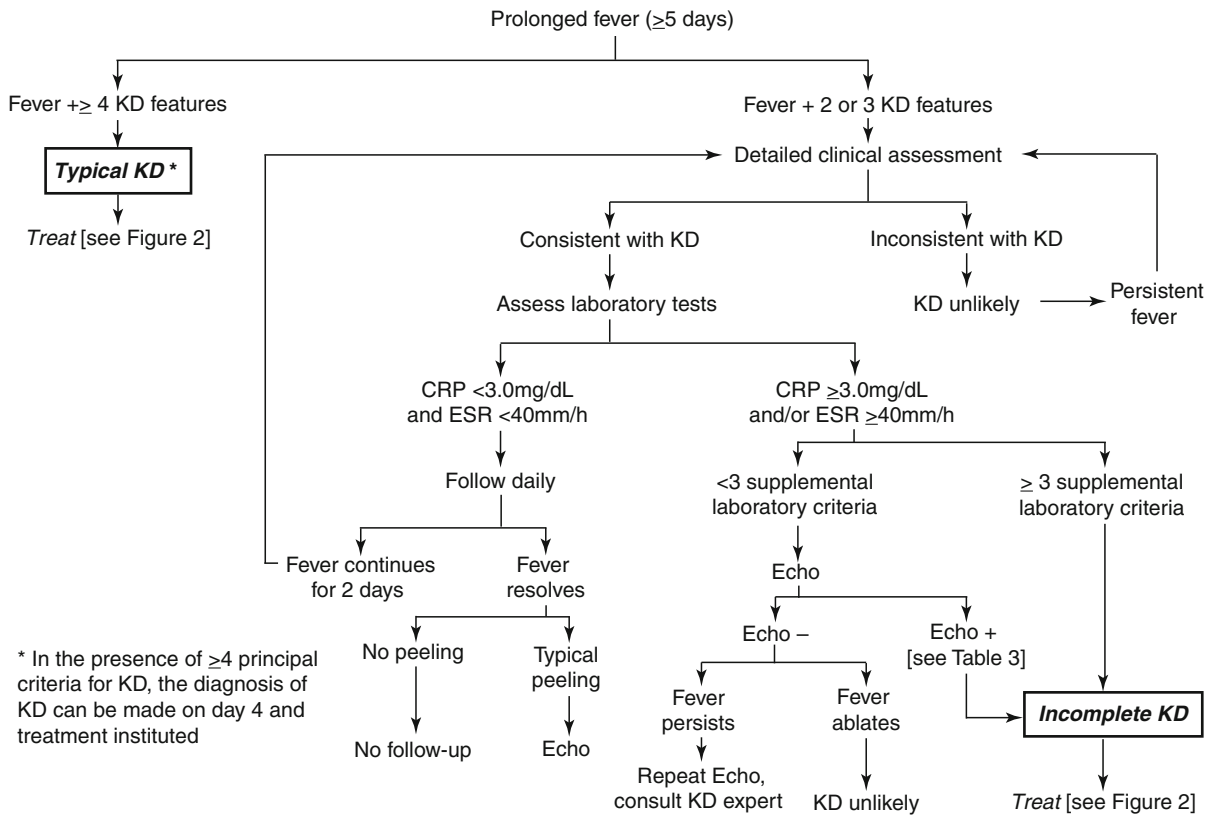 Prolonged fever (≥5 days)
Fever +≥ 4 KD features
Fever + 2 or 3 KD features
Typical KD *
Detailed clinical assessment
Treat [see Figure 2]
Consistent with KD
Inconsistent with KD
Assess laboratory tests
KD unlikely
Persistent
fever
CRP <3.0mg/dL
and ESR <40mm/h
CRP ≥3.0mg/dL
and/or ESR ≥40mm/h
Follow daily
<3 supplemental
laboratory criteria
≥ 3 supplemental
laboratory criteria
Fever continues
for 2 days
Fever
resolves
Echo
No peeling
Typical
peeling
Echo –
Echo +
[see Table 3]
* In the presence of ≥4 principal
criteria for KD, the diagnosis of
KD can be made on day 4 and
treatment instituted
Fever
persists
Fever
ablates
Incomplete KD
No follow-up
Echo
Repeat Echo,
consult KD expert
KD unlikely
Treat [see Figure 2]